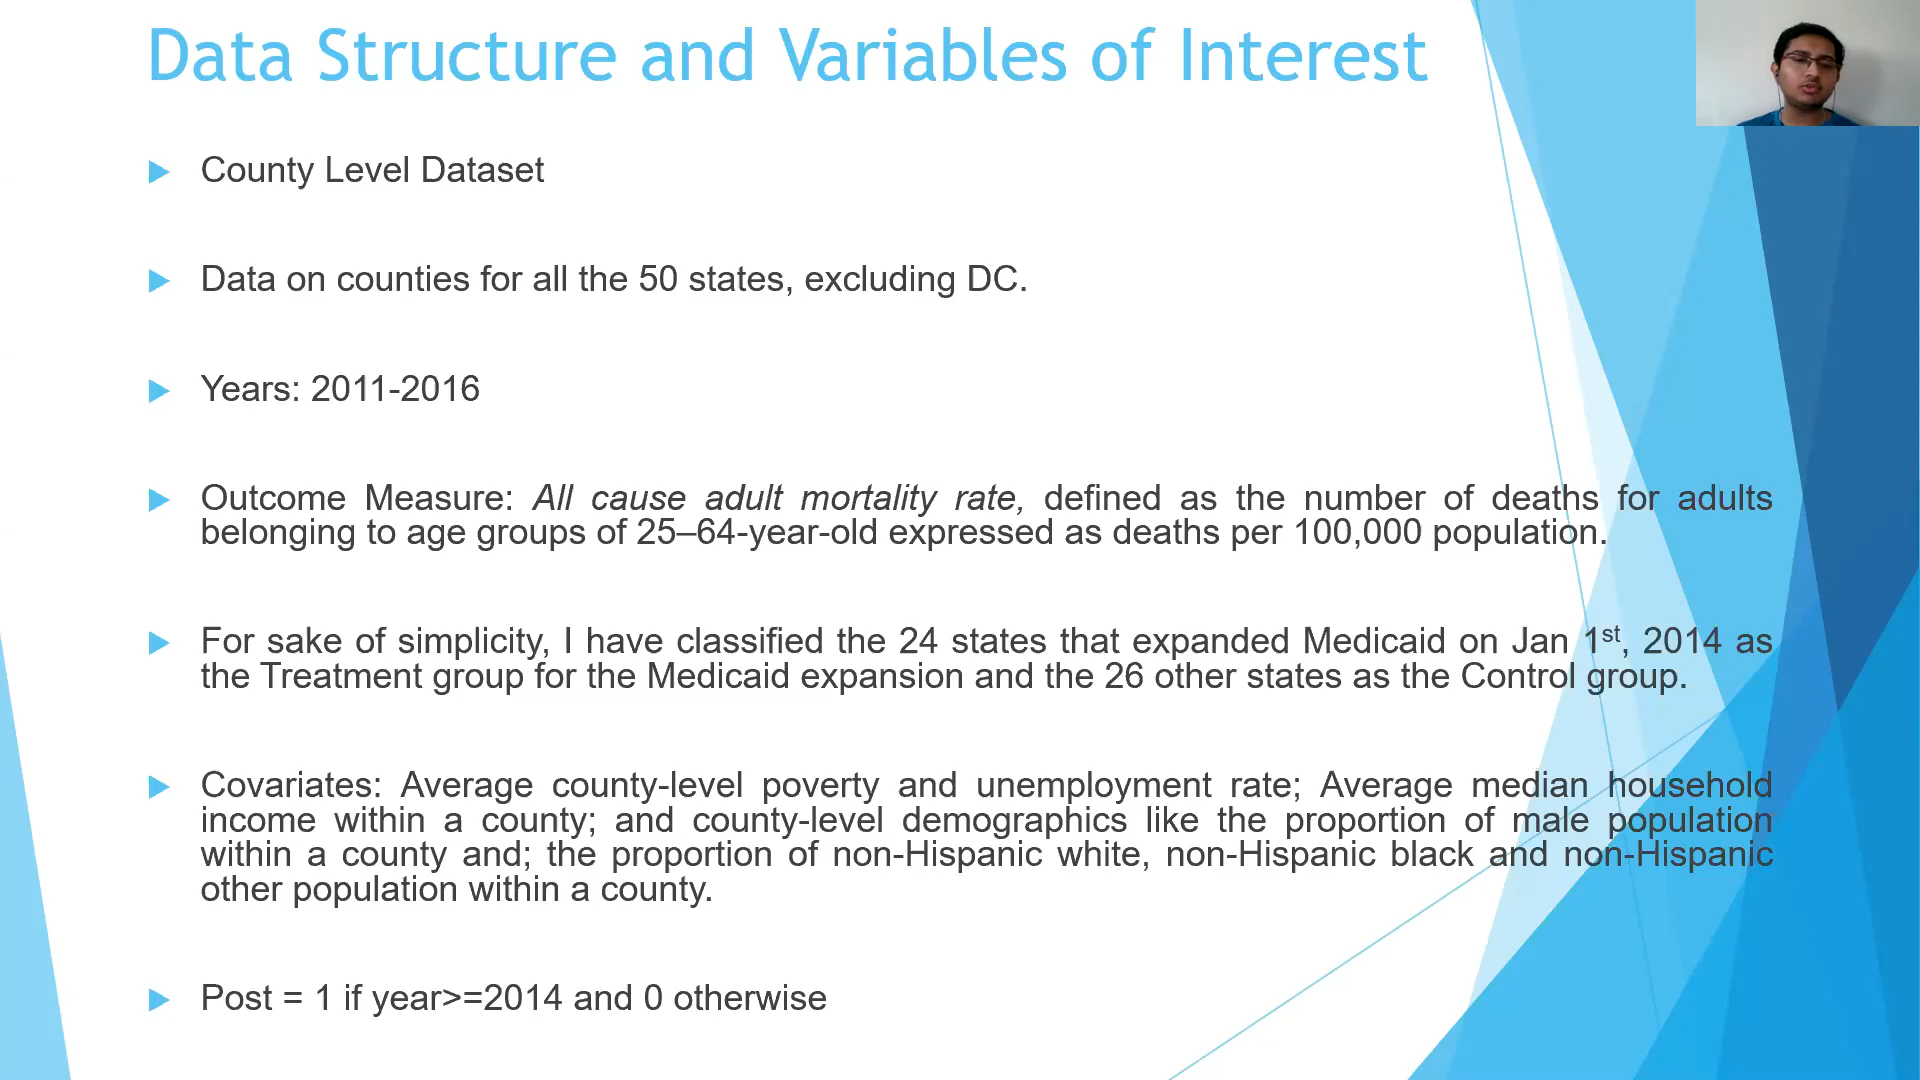 Data Structure and Variables of Interest
County Level Dataset
Data on counties for all the 50 states, excluding DC.
Years: 2011-2016
Outcome Measure: All cause adult mortality rate, defined as the number of deaths for adults
belonging to age groups of 25–64-year-old expressed as deaths per 100,000 population.
For sake of simplicity, I have classified the 24 states that expanded Medicaid on Jan 1st, 2014 as
the Treatment group for the Medicaid expansion and the 26 other states as the Control group.
Covariates: Average county-level poverty and unemployment rate; Average median household
income within a county; and county-level demographics like the proportion of male population
within a county and; the proportion of non-Hispanic white, non-Hispanic black and non-Hispanic
other population within a county.
Post = 1 if year>=2014 and 0 otherwise